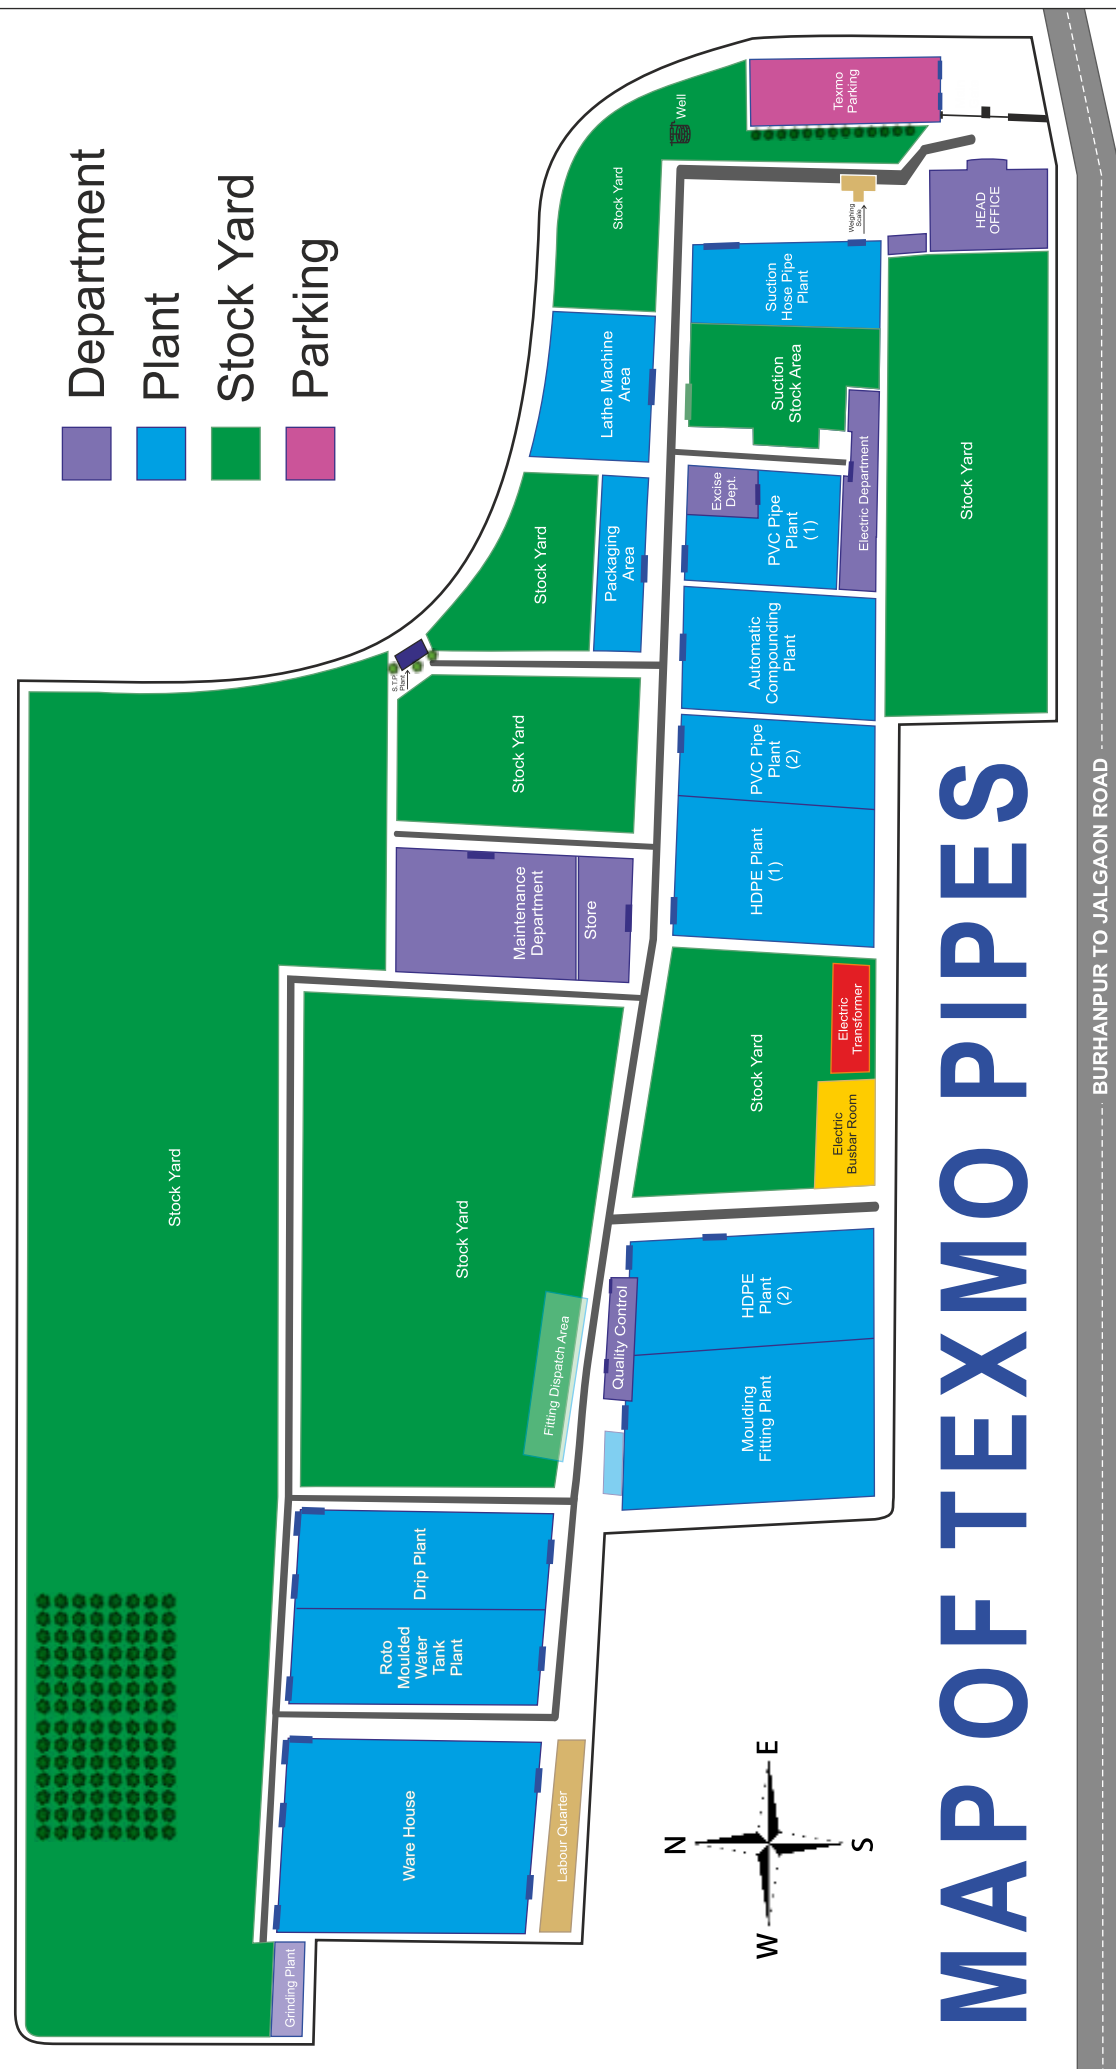 Department
Plant
Stock Yard
Parking
Texmo
Parking
Well
Stock Yard
Weighing
Scale
HEAD
OFFICE
Suction
Hose Pipe
Plant
Suction
Stock Area
Lathe Machine
Area
Stock Yard
Packaging
Area
Excise
Dept.
PVC Pipe
Plant
(1)
Electric Department
Stock Yard
S.T.P.
Plant
Automatic
Compounding
Plant
Stock Yard
PVC Pipe
Plant
(2)
HDPE Plant
(1)
Maintenance
Department
Store
Stock Yard
Stock Yard
Stock Yard
Electric
Transformer
Electric
Busbar Room
Fitting Dispatch Area
Quality Control
HDPE
Plant
(2)
Moulding
Fitting Plant
Drip Plant
Roto
Moulded
Water
Tank
Plant
Ware House
Labour Quarter
Grinding Plant
N
E
S
W
MAP OF TEXMO PIPES
BURHANPUR TO JALGAON ROAD